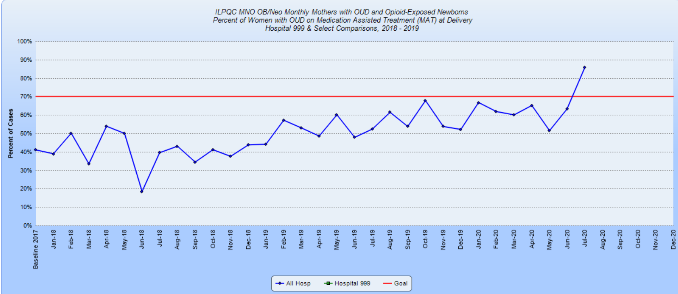 ILPQC MNO OB/Neo Monthly Mothers with OUD and Opioid-Exposed Newborns
Percent of Women with OUD on Medication Assisted Treatment (MAT) at Delivery
Hospital 999 & Select Comparisons, 2018 - 2019
100%
90%
80%
70%
60%
50%
40%
30%
20%
10%
0%
Percent of Cases
Baseline 2017
Jan-18
Feb-18
Mar-18
Apr-18
May-18
Jun-18
Jul-18
Aug-18
Sep-18
Oct-18
Nov-18
Dec-18
Jan-19
Feb-19
Mar-19
Apr-19
May-19
Jun-19
Jul-19
Aug-19
Sep-19
Oct-19
Nov-19
Dec-19
Jan-20
Feb-20
Mar-20
Apr-20
May-20
Jun-20
Jul-20
Aug-20
Sep-20
Oct-20
Nov-20
Dec-20
All Hosp
Hospital 999
Goal